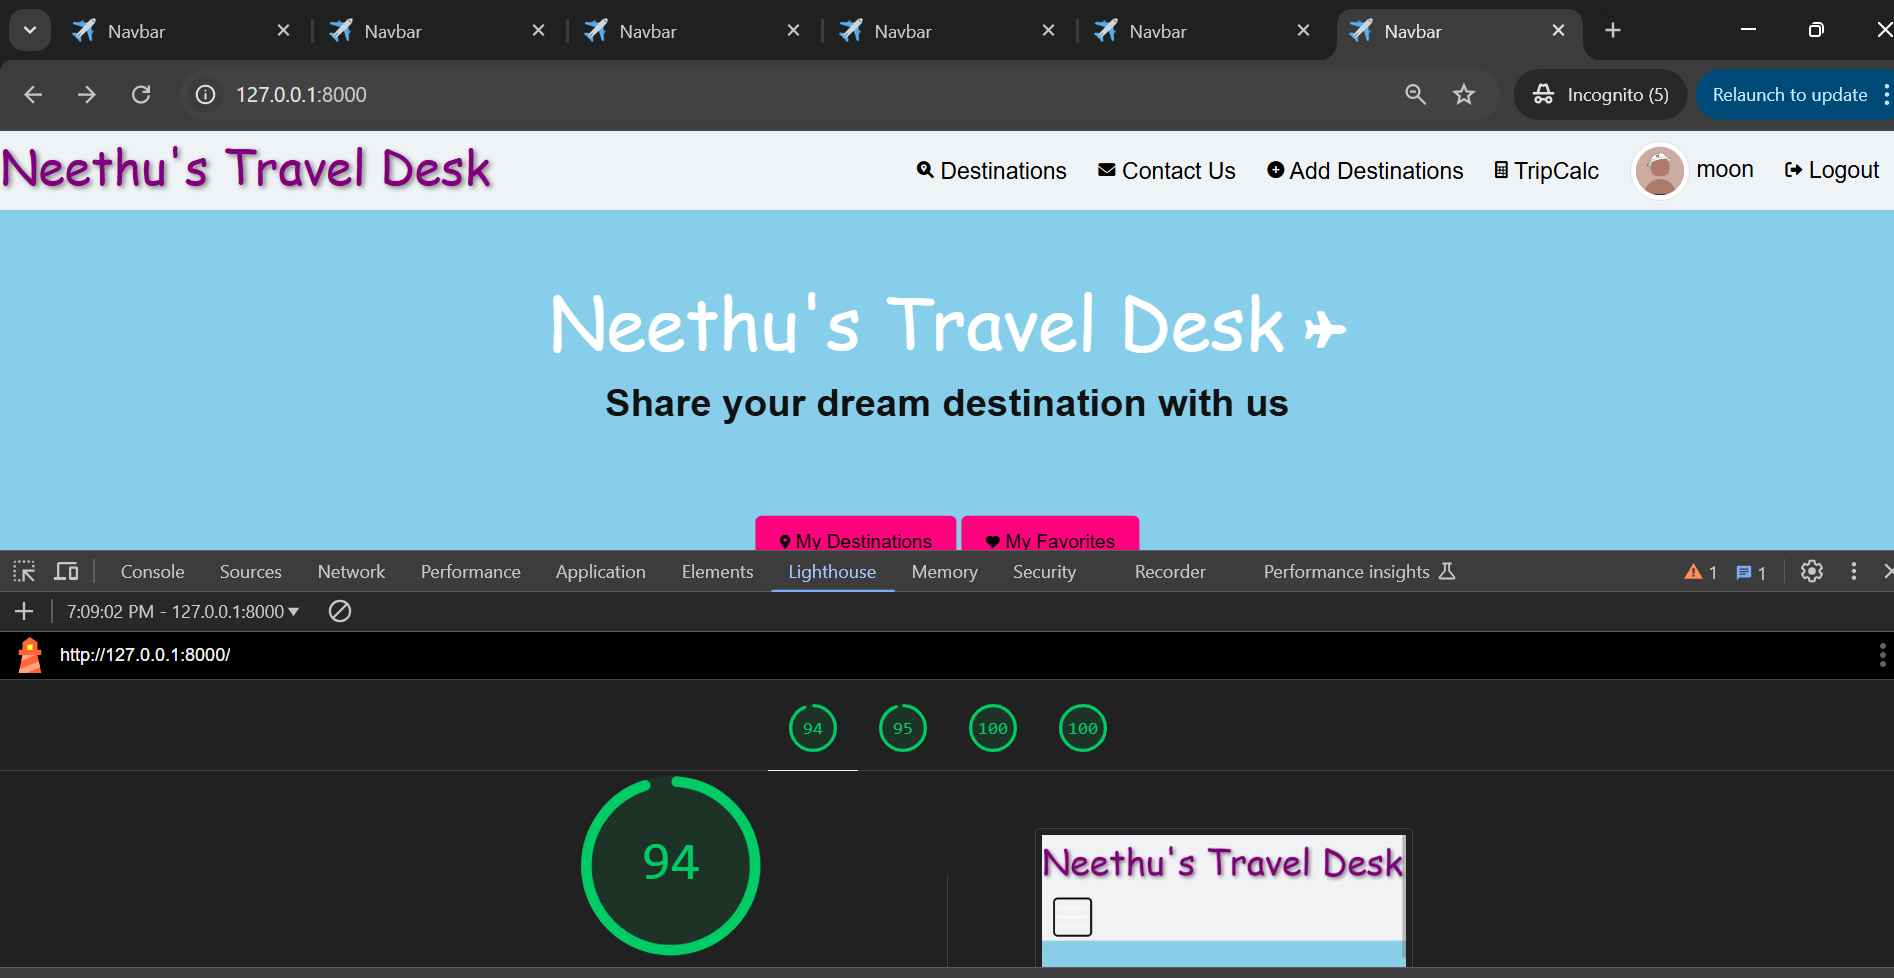 Navbar Navbar Navbar Navbar Navbar Navbar
127.0.0.1:8000 Incognito (5) Relaunch to update
Neethu's Travel Desk Destinations Contact Us Add Destinations TripCalc moon Logout
Neethu's Travel Desk
Share your dream destination with us
My Destinations My Favorites
Console Sources Network Performance Application Elements Lighthouse Memory Security Recorder Performance insights 1 1
7:09:02 PM - 127.0.0.1:8000
http://127.0.0.1:8000/
94 95 100 100
94
Neethu's Travel Desk